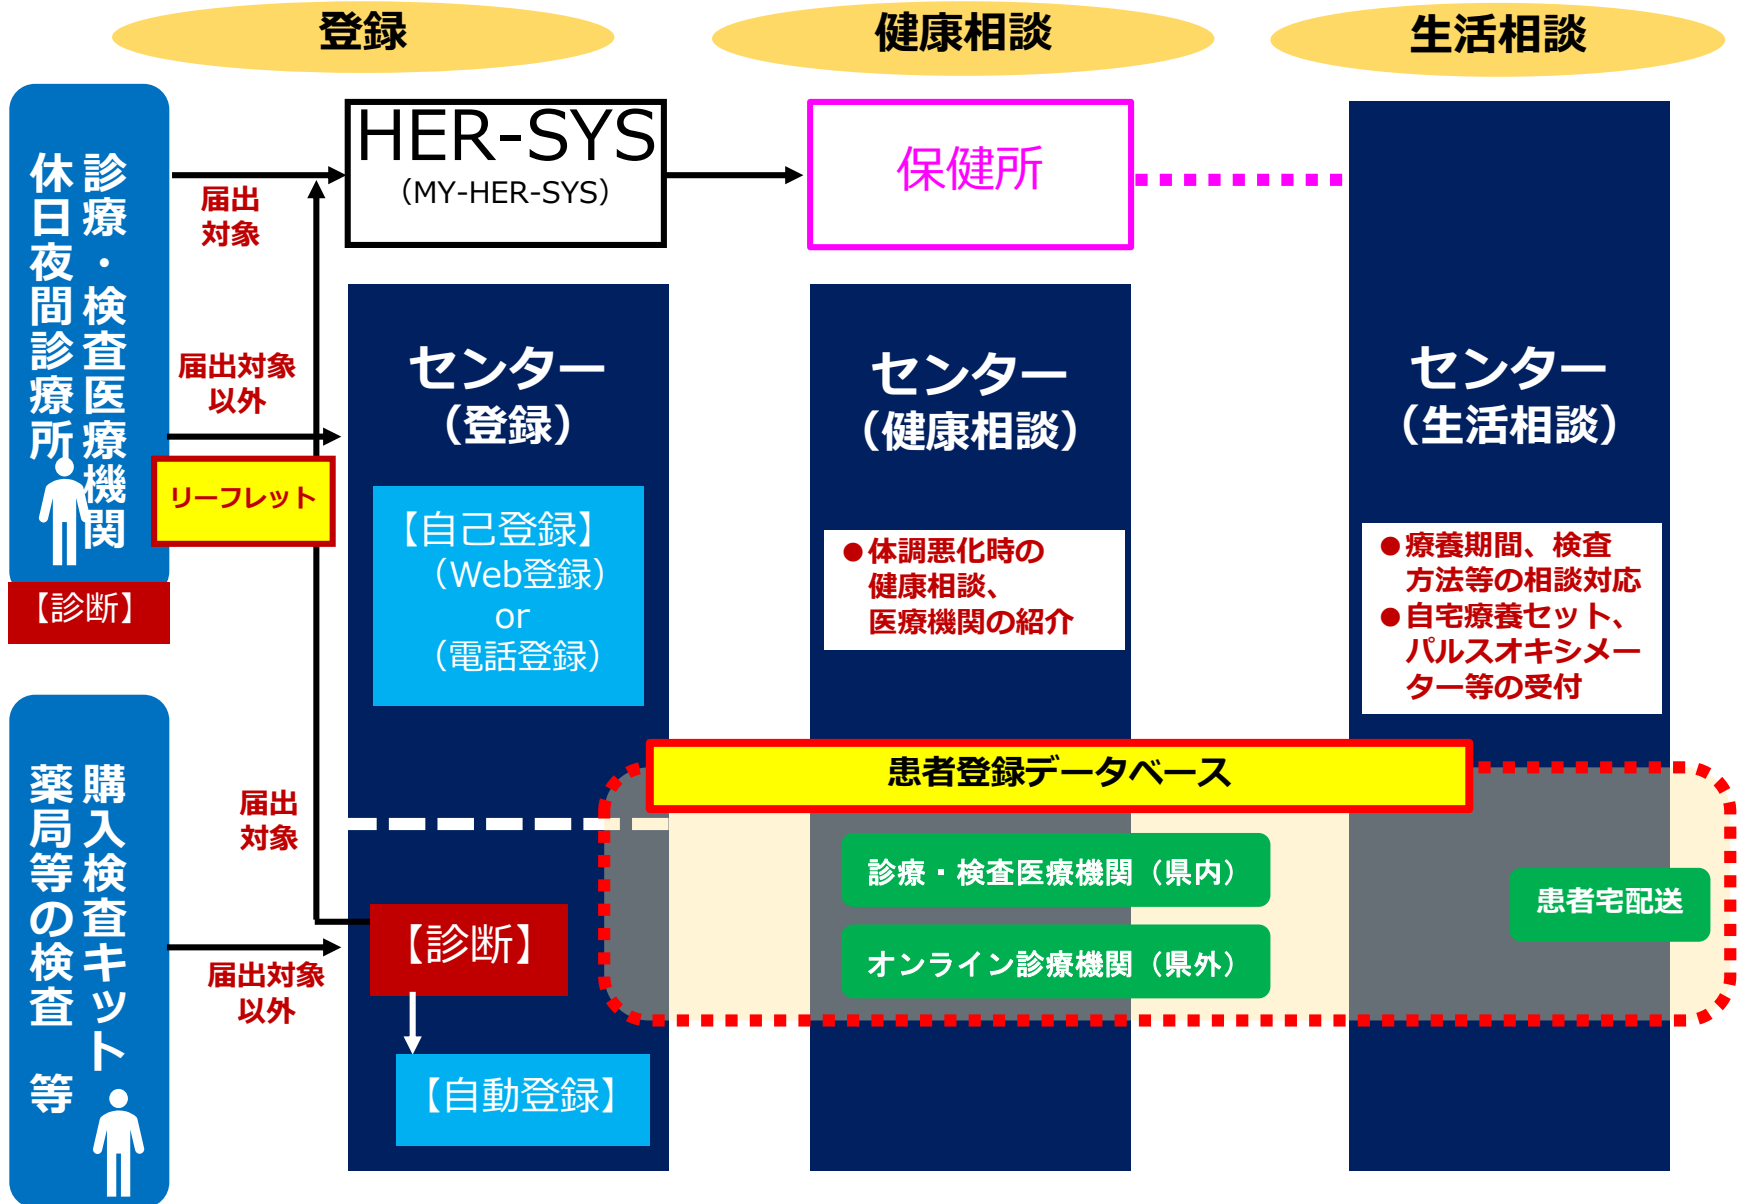 登録
健康相談
生活相談
診療・検査医療機関
休日夜間診療所
【診断】
届出
対象
HER-SYS
（MY-HER-SYS）
保健所
届出対象
以外
リーフレット
センター
（登録）
【自己登録】
（Web登録）
or
（電話登録）
センター
（健康相談）
●体調悪化時の
健康相談、
医療機関の紹介
センター
（生活相談）
●療養期間、検査
方法等の相談対応
●自宅療養セット、
パルスオキシメー
ター等の受付
購入検査キット
薬局等の検査　等
届出
対象
届出対象
以外
【診断】
【自動登録】
患者登録データベース
診療・検査医療機関（県内）
オンライン診療機関（県外）
患者宅配送